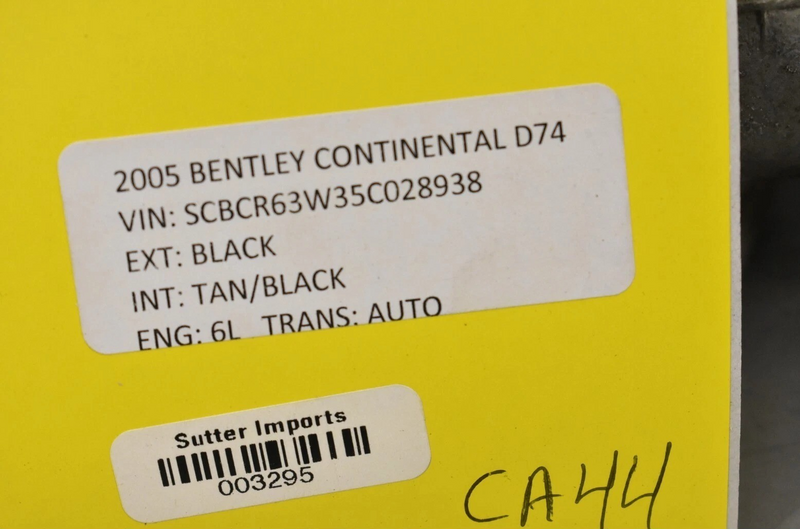 2005 BENTLEY CONTINENTAL D74
VIN: SCBCR63W35C028938
EXT: BLACK
INT: TAN/BLACK
ENG: 6L TRANS: AUTO
Sutter Imports
003295
CA44